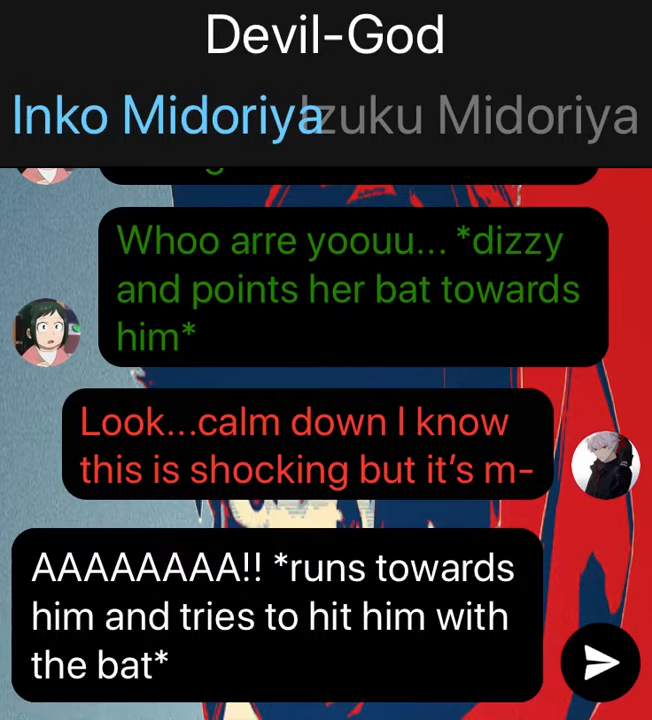 Devil-God
Inko Midoriya Izuku Midoriya
Whoo arre yoouu... *dizzy
and points her bat towards
him*
Look...calm down I know
this is shocking but it's m-
AAAAAAAA!! *runs towards
him and tries to hit him with
the bat*